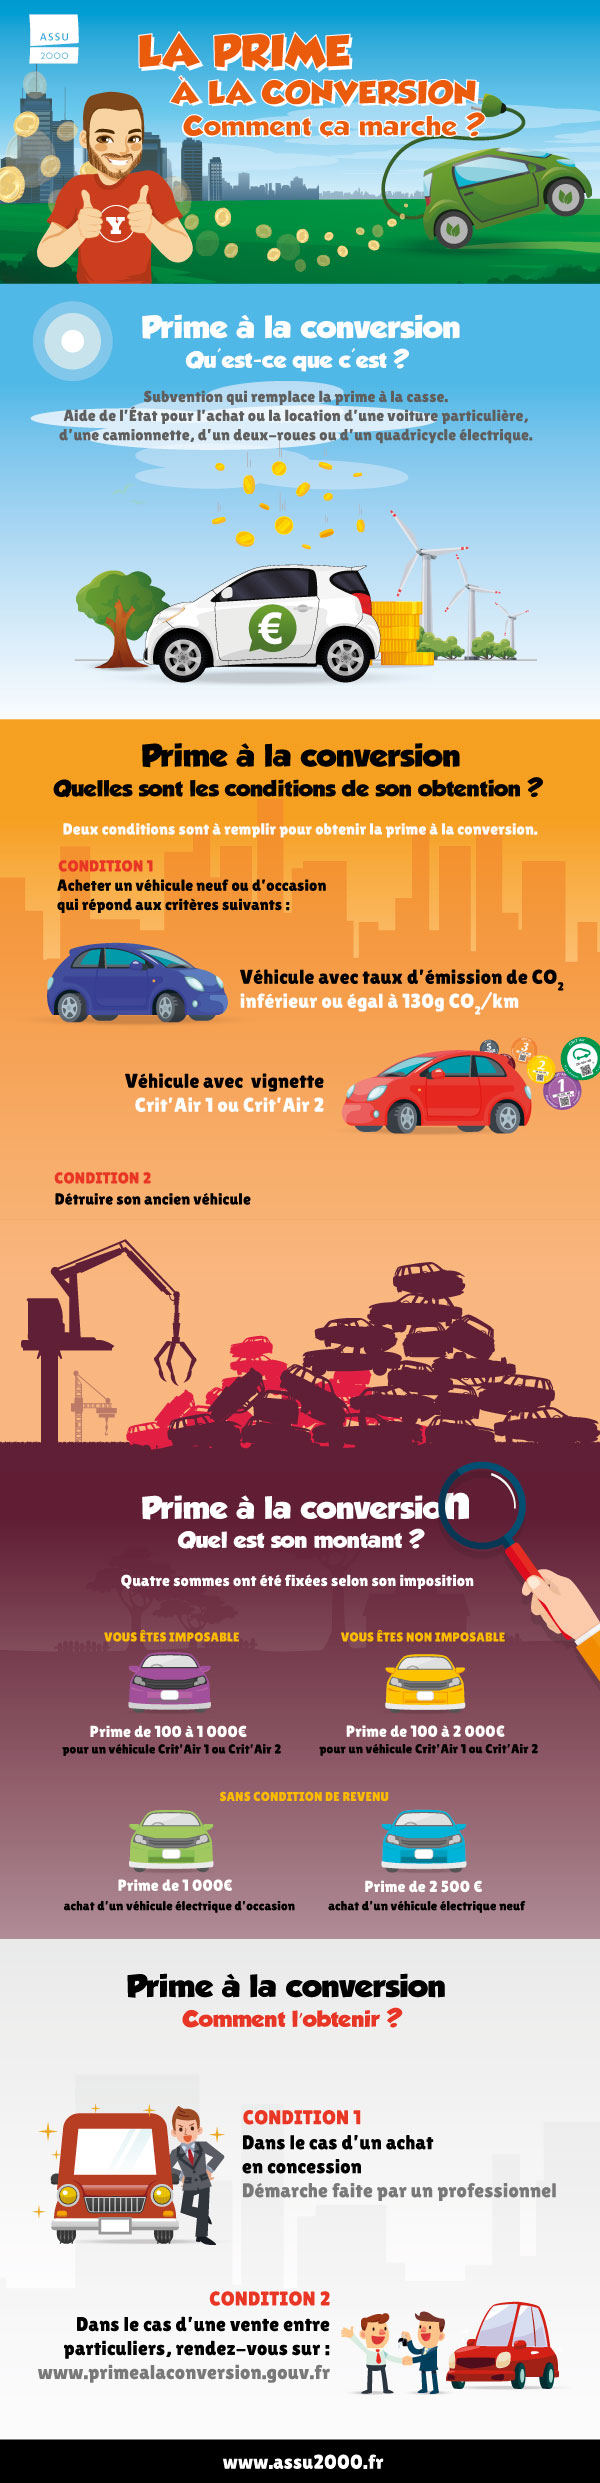 ASSU
2000
LA PRIME
À LA CONVERSION
Comment ça marche ?
Y
Prime à la conversion
Qu'est-ce que c'est ?
Subvention qui remplace la prime à la casse.
Aide de l'État pour l'achat ou la location d'une voiture particulière,
d'une camionnette, d'un deux-roues ou d'un quadricycle électrique.
€
Prime à la conversion
Quelles sont les conditions de son obtention ?
Deux conditions sont à remplir pour obtenir la prime à la conversion.
CONDITION 1
Acheter un véhicule neuf ou d'occasion
qui répond aux critères suivants :
Véhicule avec taux d'émission de CO2
inférieur ou égal à 130g CO2/km
Véhicule avec vignette
Crit'Air 1 ou Crit'Air 2
5
3
2
1
CONDITION 2
Détruire son ancien véhicule
Prime à la conversion
Quel est son montant ?
Quatre sommes ont été fixées selon son imposition
VOUS ÊTES IMPOSABLE
Prime de 100 à 1 000€
pour un véhicule Crit'Air 1 ou Crit'Air 2
VOUS ÊTES NON IMPOSABLE
Prime de 100 à 2 000€
pour un véhicule Crit'Air 1 ou Crit'Air 2
SANS CONDITION DE REVENU
Prime de 1 000€
achat d'un véhicule électrique d'occasion
Prime de 2 500 €
achat d'un véhicule électrique neuf
Prime à la conversion
Comment l'obtenir ?
CONDITION 1
Dans le cas d'un achat
en concession
Démarche faite par un professionnel
CONDITION 2
Dans le cas d'une vente entre
particuliers, rendez-vous sur :
www.primealaconversion.gouv.fr
www.assu2000.fr